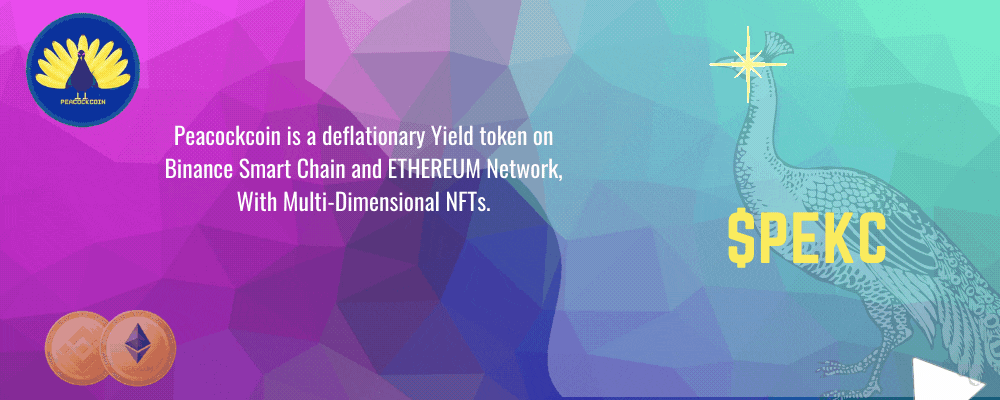 PEACOCKCOIN
Peacockcoin is a deflationary Yield token on
Binance Smart Chain and ETHEREUM Network,
With Multi-Dimensional NFTs.
$PEKC